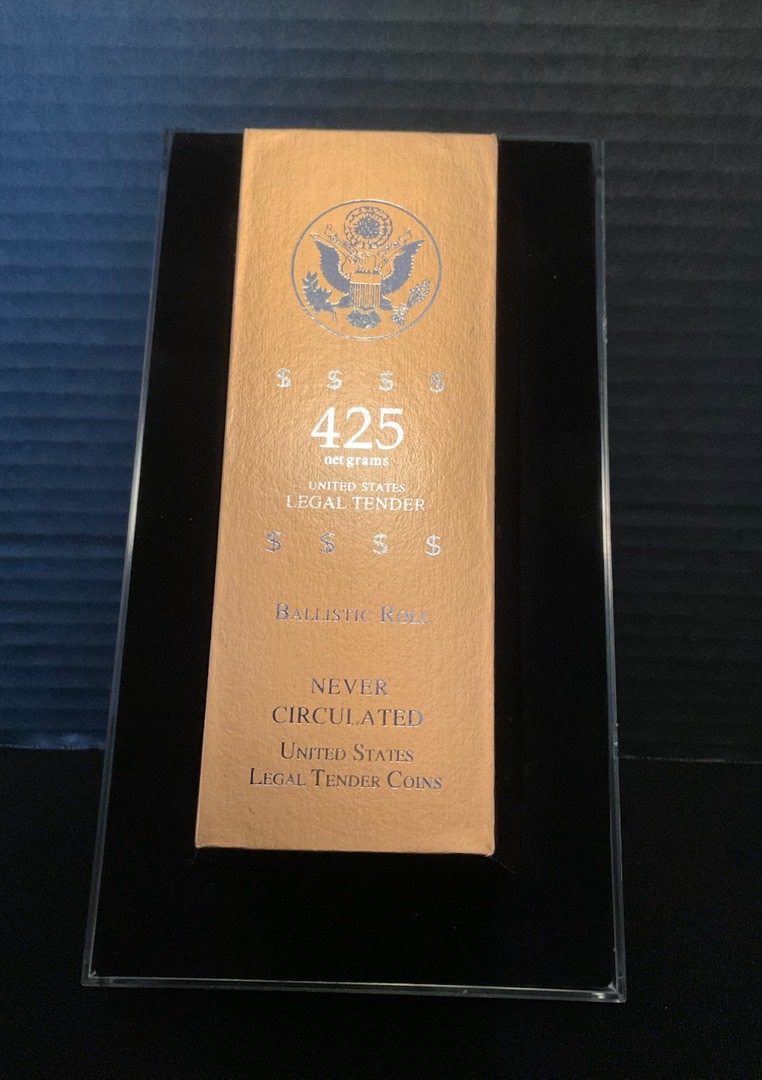 $ $ $ $
425
net grams
UNITED STATES
LEGAL TENDER
$ $ $ $
BALLISTIC ROLL
NEVER
CIRCULATED
UNITED STATES
LEGAL TENDER COINS